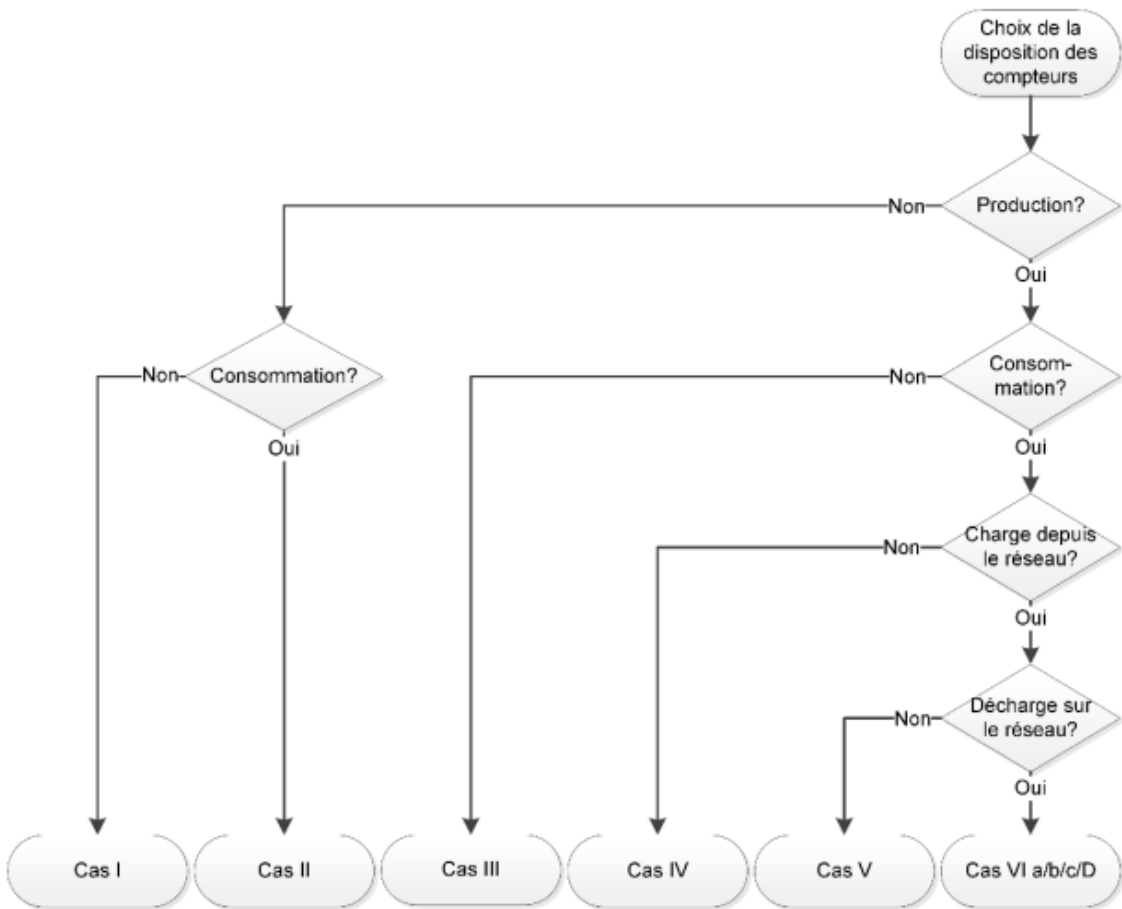 Choix de la
disposition des
compteurs
Non
Production?
Oui
Non
Consommation?
Oui
Non
Consom-
mation?
Oui
Non
Charge depuis
le réseau?
Oui
Non
Décharge sur
le réseau?
Oui
Cas I
Cas II
Cas III
Cas IV
Cas V
Cas VI a/b/c/D